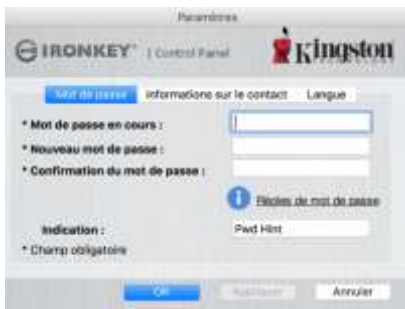 Paramètres
IRONKEY | Control Panel
Kingston
Mot de passe
Informations sur le contact
Langue
* Mot de passe en cours :
* Nouveau mot de passe :
* Confirmation du mot de passe :
Règles de mot de passe
Indication :
Pwd Hint
* Champ obligatoire
OK
Appliquer
Annuler